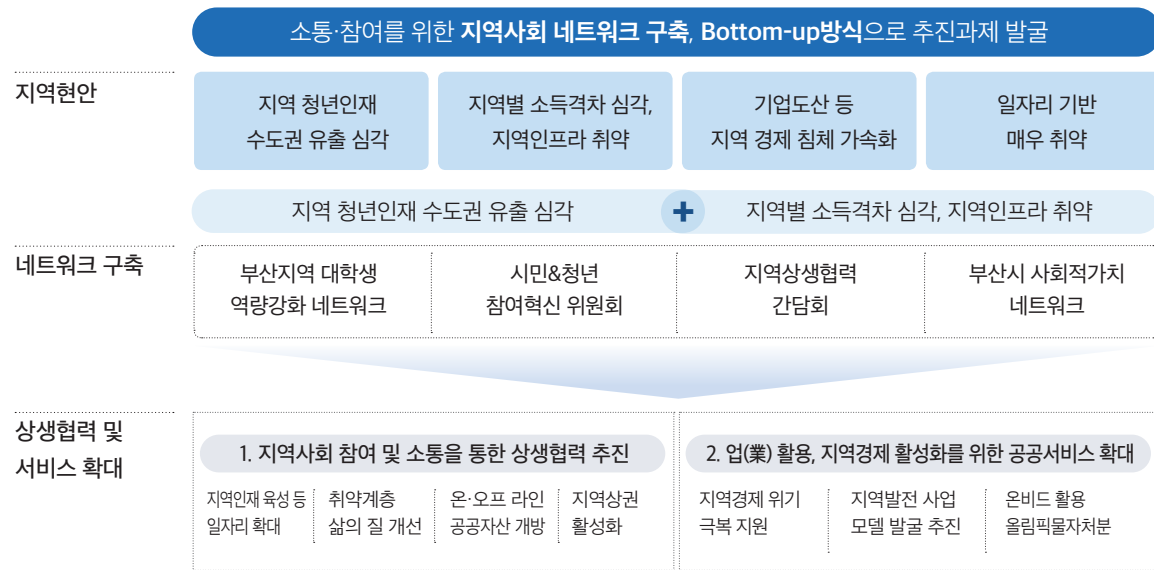 소통·참여를 위한 지역사회 네트워크 구축, Bottom-up방식으로 추진과제 발굴
지역현안
지역 청년인재
수도권 유출 심각
지역별 소득격차 심각,
지역인프라 취약
기업도산 등
지역 경제 침체 가속화
일자리 기반
매우 취약
지역 청년인재 수도권 유출 심각
+
지역별 소득격차 심각, 지역인프라 취약
네트워크 구축
부산지역 대학생
역량강화 네트워크
시민&청년
참여혁신 위원회
지역상생협력
간담회
부산시 사회적가치
네트워크
상생협력 및
서비스 확대
1. 지역사회 참여 및 소통을 통한 상생협력 추진
지역인재 육성 등
일자리 확대
취약계층
삶의 질 개선
온·오프 라인
공공자산 개방
지역상권
활성화
2. 업(業) 활용, 지역경제 활성화를 위한 공공서비스 확대
지역경제 위기
극복 지원
지역발전 사업
모델 발굴 추진
온비드 활용
올림픽물자처분